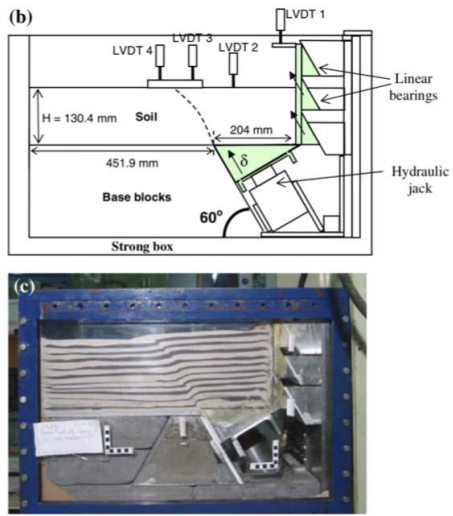 (b)
LVDT 1
LVDT 3
LVDT 4
LVDT 2
Linear
bearings
H = 130.4 mm
Soil
204 mm
451.9 mm
δ
Hydraulic
jack
Base blocks
60°
Strong box
(c)